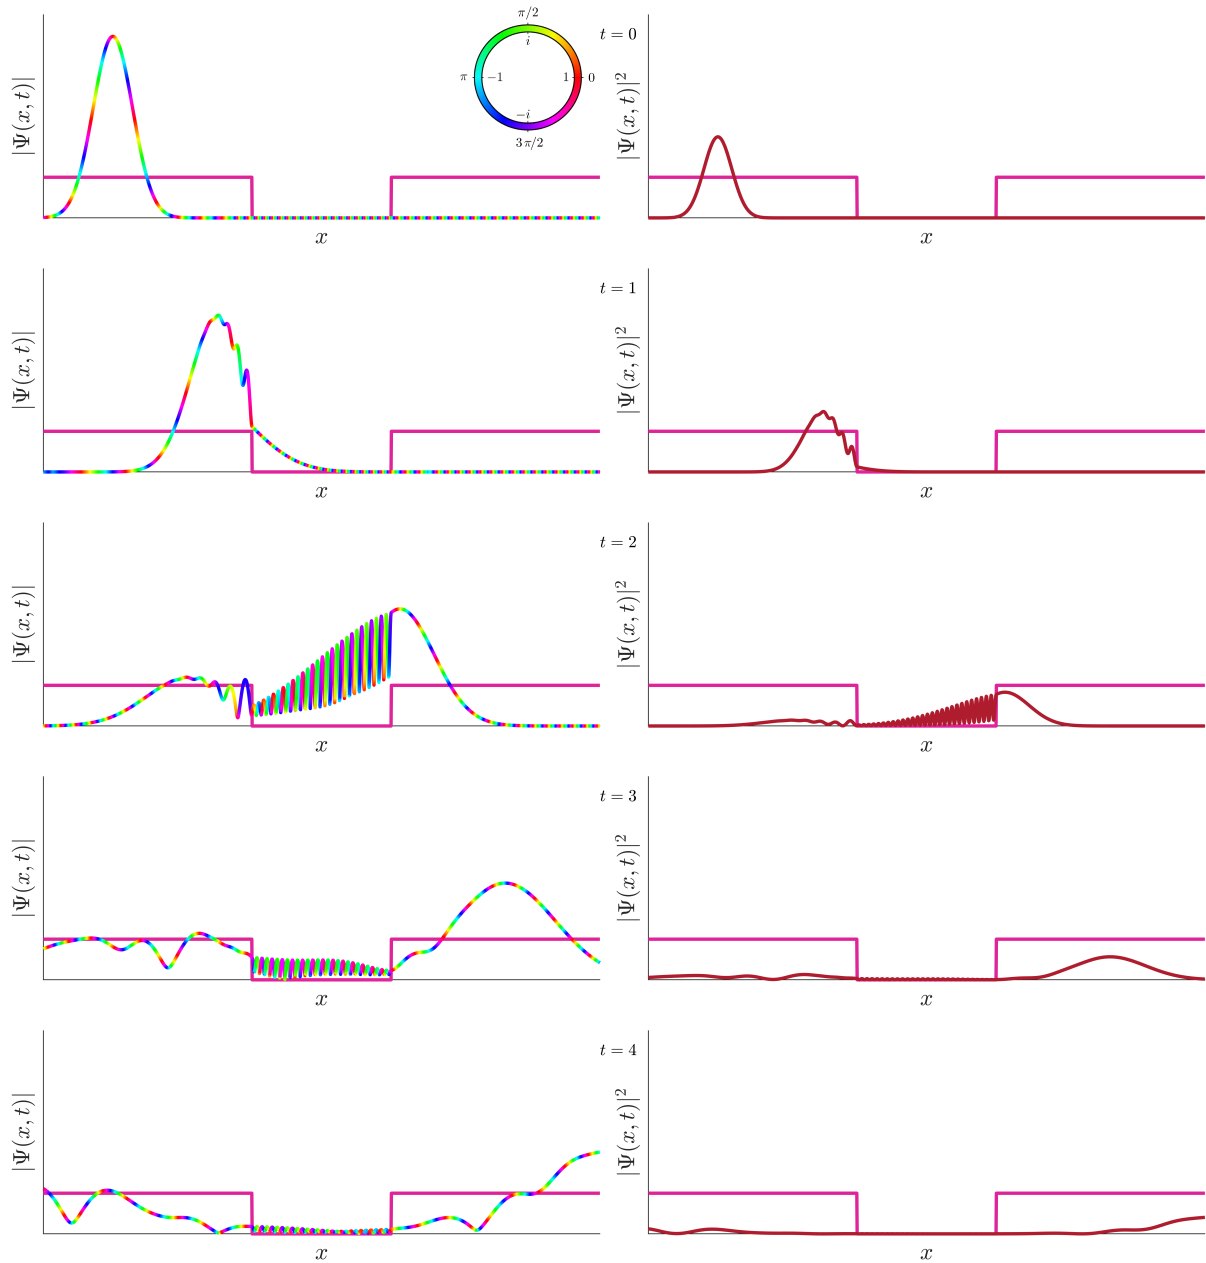 π/2
i
π −1 1 0
−i
3π/2
t = 0
|Ψ(x, t)|
|Ψ(x, t)|²
x
x
t = 1
|Ψ(x, t)|
|Ψ(x, t)|²
x
x
t = 2
|Ψ(x, t)|
|Ψ(x, t)|²
x
x
t = 3
|Ψ(x, t)|
|Ψ(x, t)|²
x
x
t = 4
|Ψ(x, t)|
|Ψ(x, t)|²
x
x